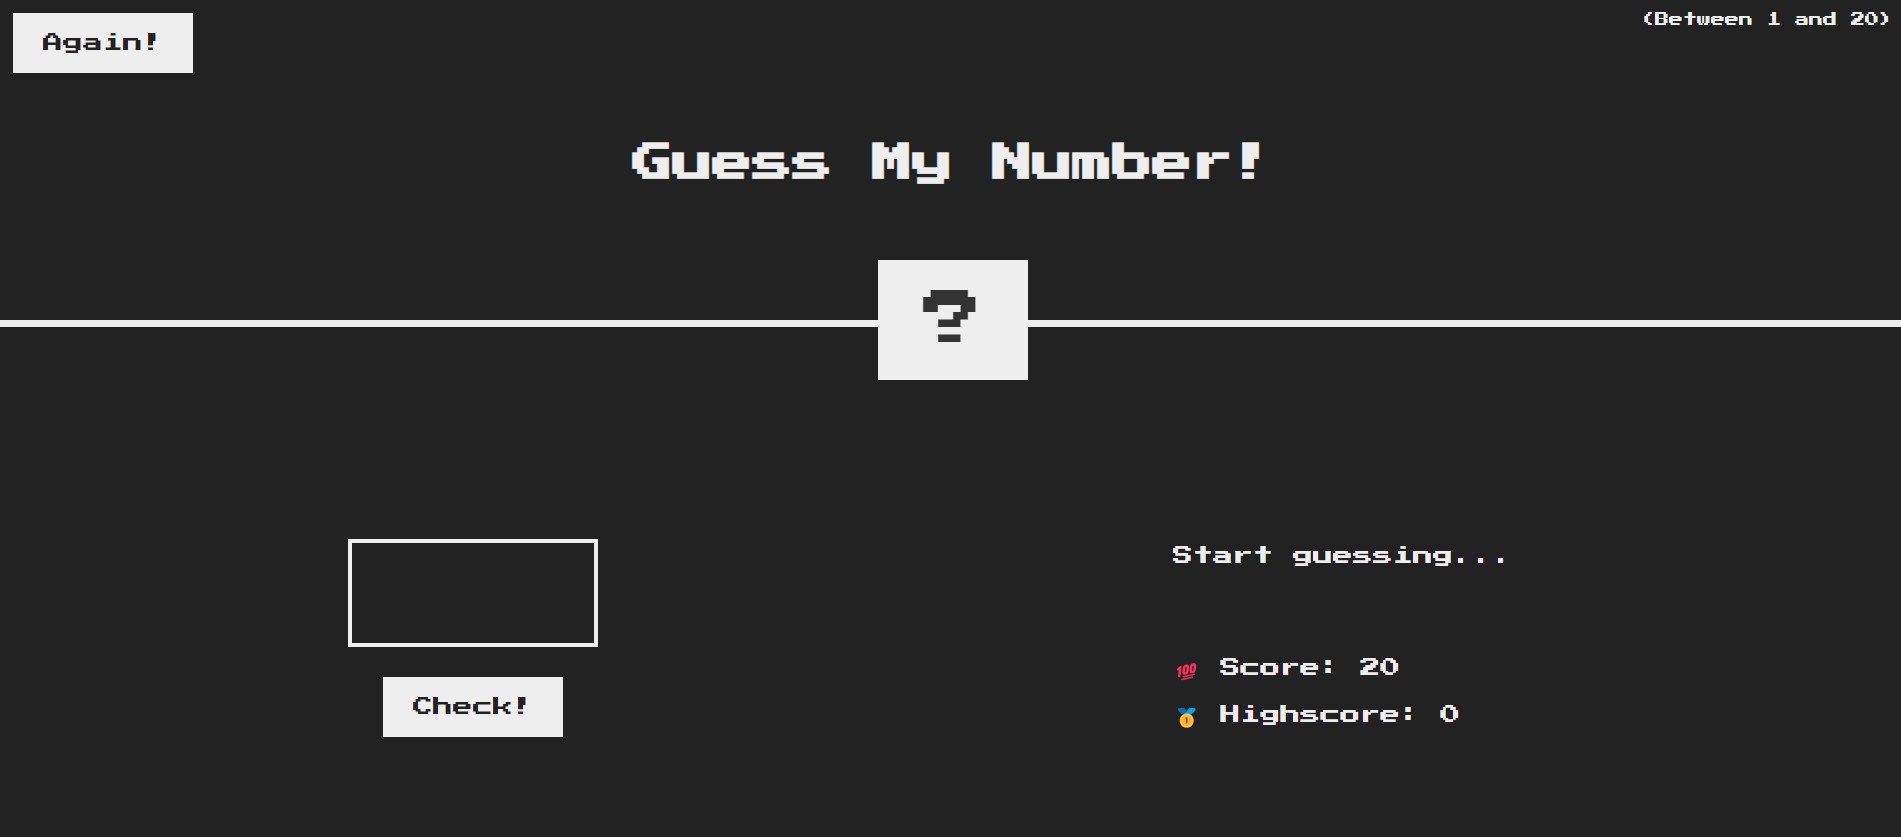 Again!
(Between 1 and 20)
Guess My Number!
?
Start guessing...
💯 Score: 20
Check!
🥇 Highscore: 0